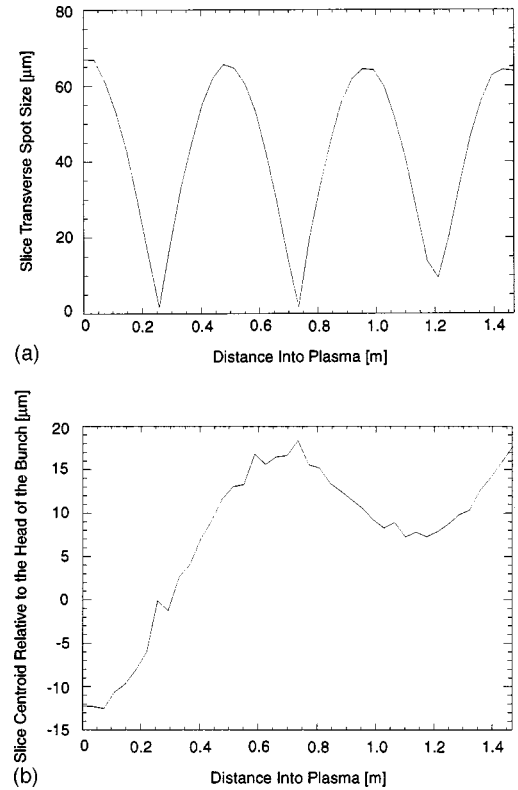 80
60
40
20
0
Slice Transverse Spot Size [μm]
0 0.2 0.4 0.6 0.8 1.0 1.2 1.4
Distance Into Plasma [m]
(a)
20
15
10
5
0
-5
-10
-15
Slice Centroid Relative to the Head of the Bunch [μm]
0 0.2 0.4 0.6 0.8 1.0 1.2 1.4
Distance Into Plasma [m]
(b)